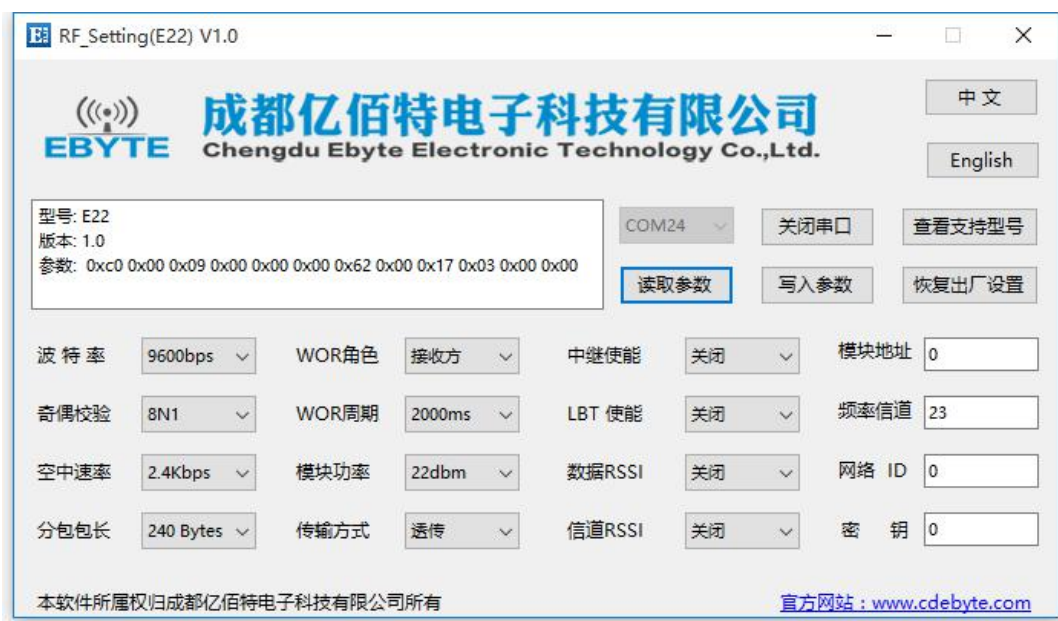 RF_Setting(E22) V1.0
EBYTE
成都亿佰特电子科技有限公司
Chengdu Ebyte Electronic Technology Co.,Ltd.
中 文
English
型号: E22
版本: 1.0
参数: 0xc0 0x00 0x09 0x00 0x00 0x00 0x62 0x00 0x17 0x03 0x00 0x00
COM24 关闭串口 查看支持型号
读取参数 写入参数 恢复出厂设置
波 特 率 9600bps WOR角色 接收方 中继使能 关闭 模块地址 0
奇偶校验 8N1 WOR周期 2000ms LBT 使能 关闭 频率信道 23
空中速率 2.4Kbps 模块功率 22dbm 数据RSSI 关闭 网络 ID 0
分包包长 240 Bytes 传输方式 透传 信道RSSI 关闭 密 钥 0
本软件所属权归成都亿佰特电子科技有限公司所有 官方网站：www.cdebyte.com